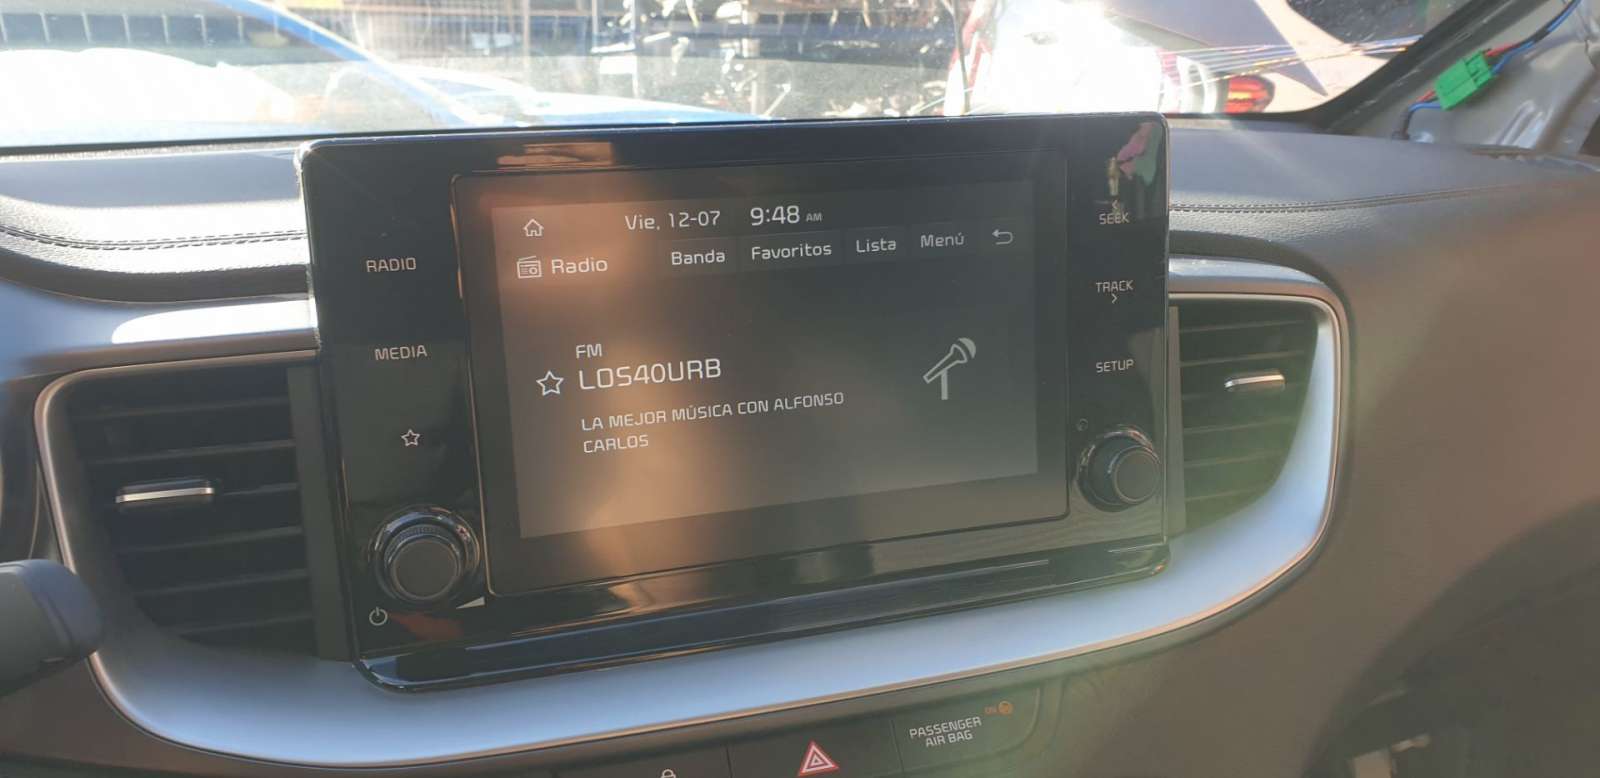 Vie, 12-07 9:48 AM
Radio Banda Favoritos Lista Menú
FM
LOS40URB
LA MEJOR MÚSICA CON ALFONSO
CARLOS
RADIO
MEDIA
SEEK
TRACK
SETUP
PASSENGER
AIR BAG
ON